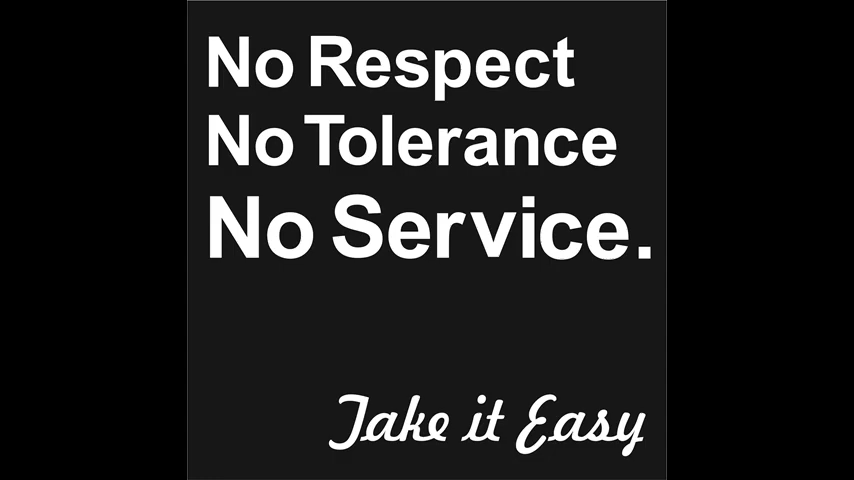 No Respect
No Tolerance
No Service.
Take it Easy